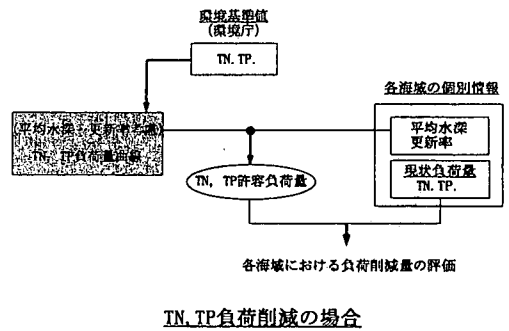 環境基準値
(環境庁)
TN. TP.
各海域の個別情報
(平均水深・更新率考慮)
TN, TP負荷量曲線
平均水深
更新率
TN, TP許容負荷量
現状負荷量
TN. TP.
各海域における負荷削減量の評価
TN, TP負荷削減の場合